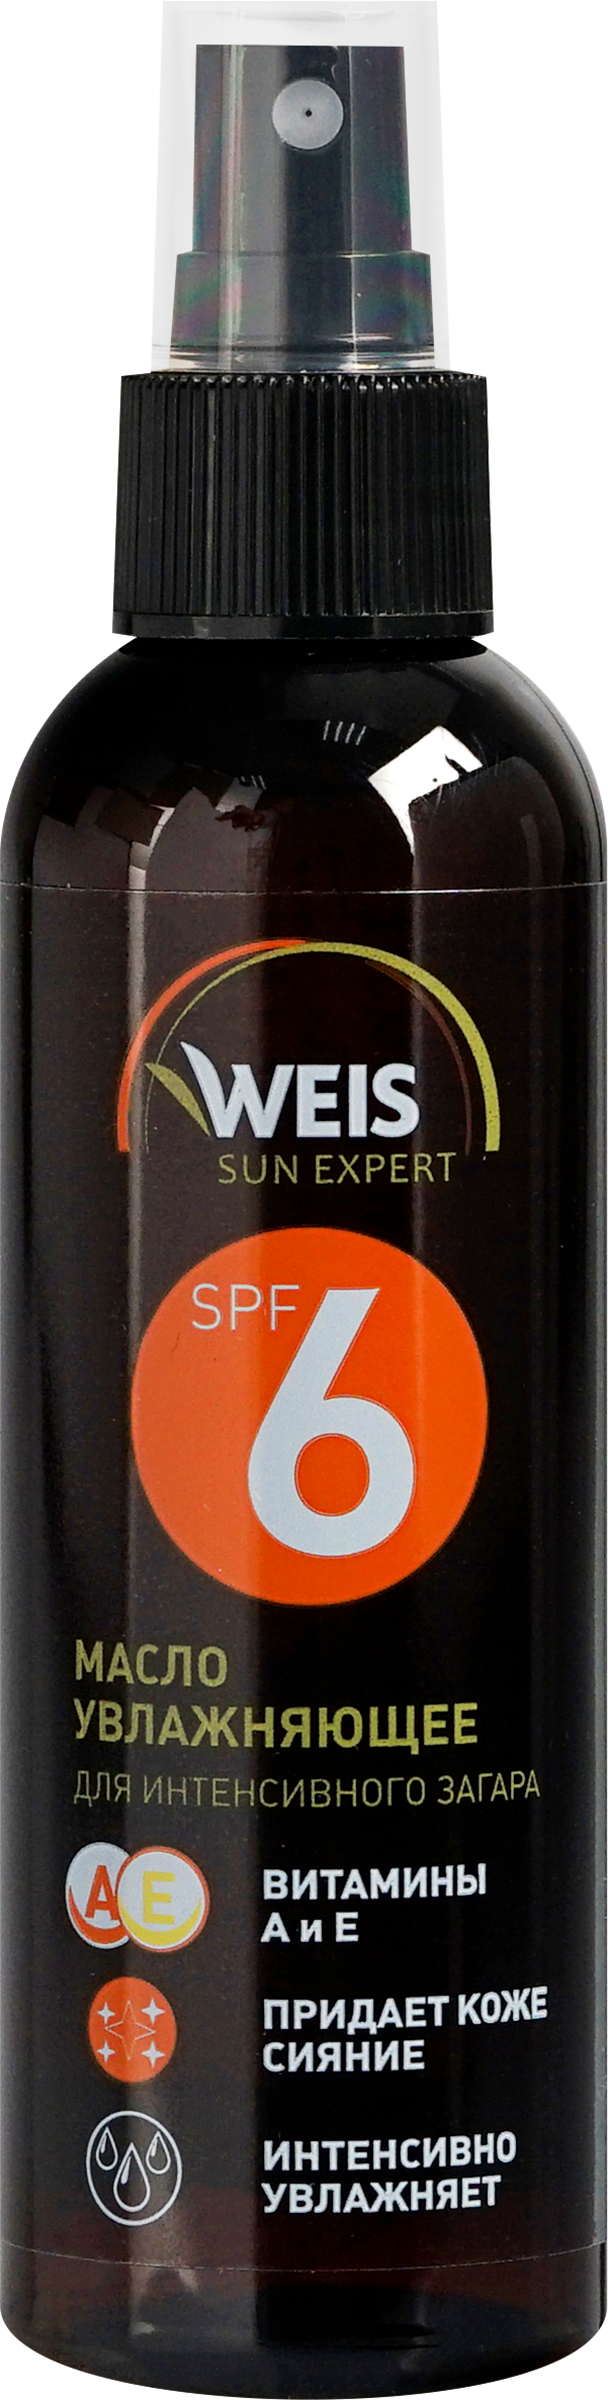 WEIS
SUN EXPERT
SPF 6
МАСЛО
УВЛАЖНЯЮЩЕЕ
ДЛЯ ИНТЕНСИВНОГО ЗАГАРА
A E
ВИТАМИНЫ
А и Е
ПРИДАЕТ КОЖЕ
СИЯНИЕ
ИНТЕНСИВНО
УВЛАЖНЯЕТ